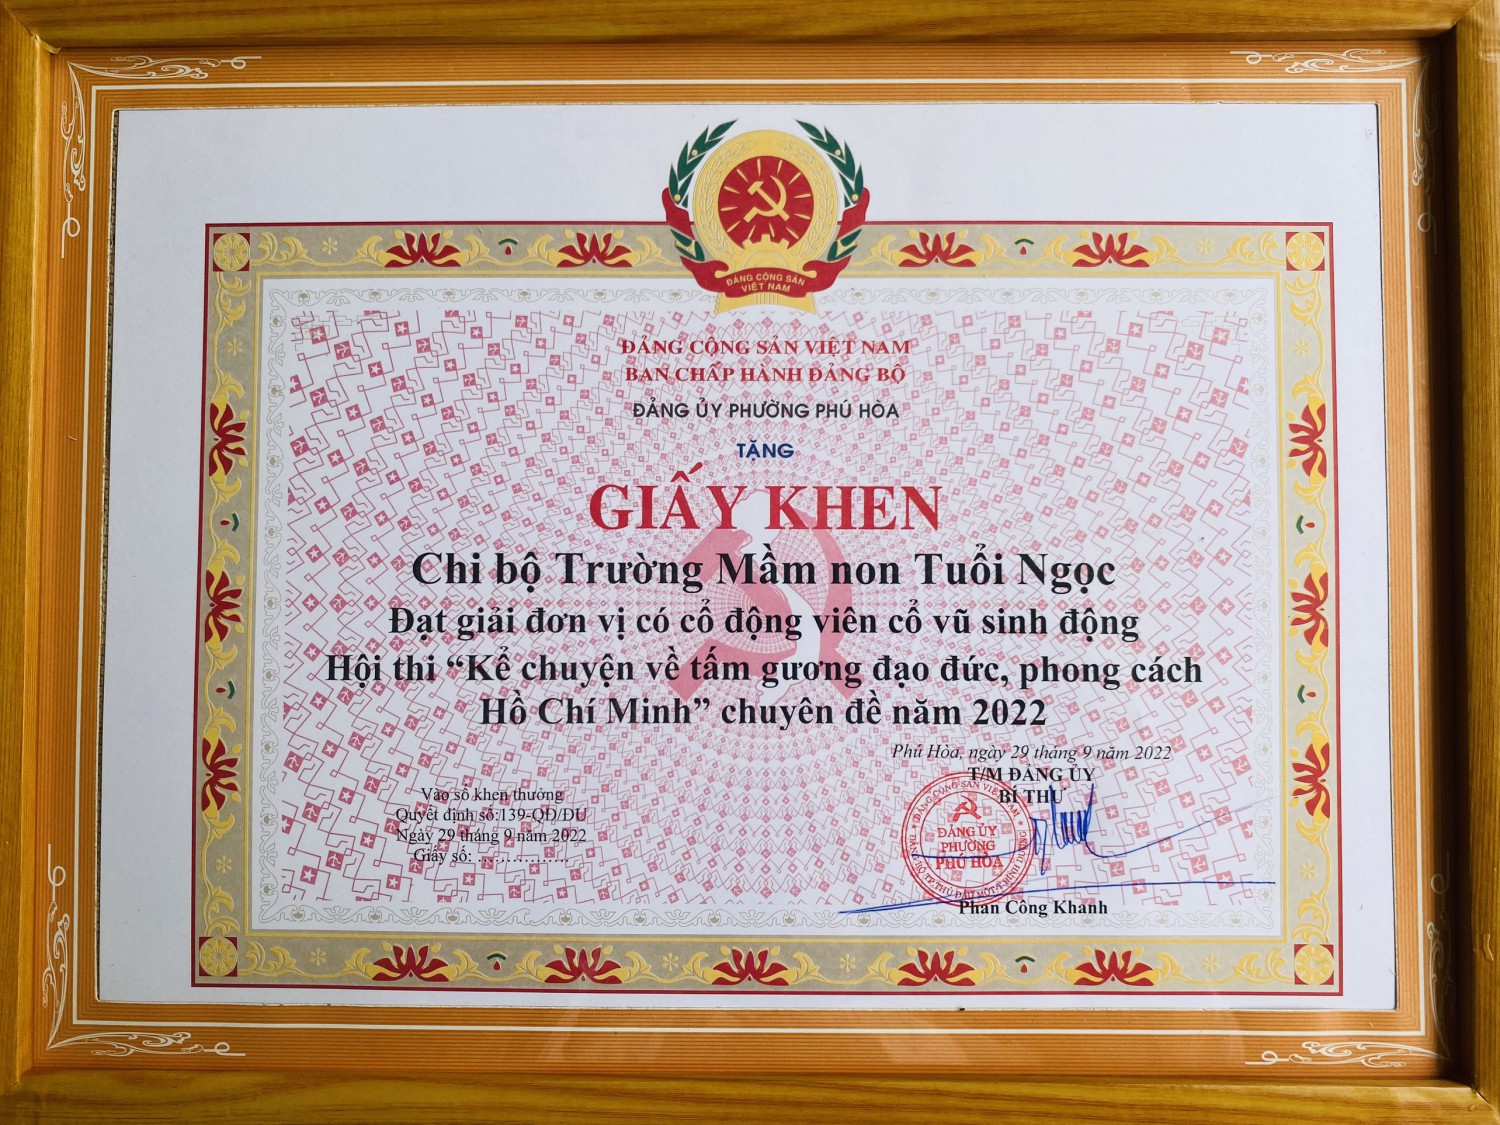 ĐẢNG CỘNG SẢN
VIỆT NAM
ĐẢNG CỘNG SẢN VIỆT NAM
BAN CHẤP HÀNH ĐẢNG BỘ
ĐẢNG ỦY PHƯỜNG PHÚ HÒA
TẶNG
GIẤY KHEN
Chi bộ Trường Mầm non Tuổi Ngọc
Đạt giải đơn vị có cổ động viên cổ vũ sinh động
Hội thi “Kể chuyện về tấm gương đạo đức, phong cách
Hồ Chí Minh” chuyên đề năm 2022
Phú Hòa, ngày 29 tháng 9 năm 2022
T/M ĐẢNG ỦY
BÍ THƯ
Vào sổ khen thưởng
Quyết định số:139-QĐ/ĐU
Ngày 29 tháng 9 năm 2022
Giấy số: ................
ĐẢNG CỘNG SẢN VIỆT NAM
ĐẢNG ỦY
PHƯỜNG
PHÚ HÒA
Phan Công Khanh